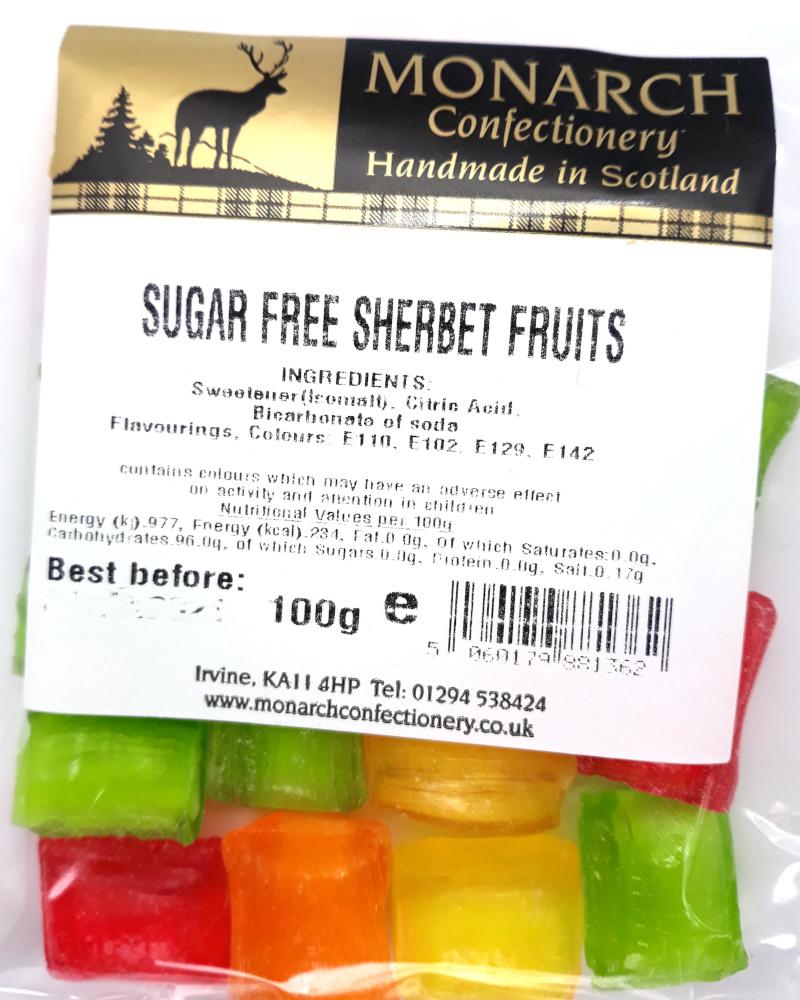 MONARCH
Confectionery
Handmade in Scotland
SUGAR FREE SHERBET FRUITS
INGREDIENTS:
Sweetener(Isomalt), Citric Acid,
Bicarbonate of soda
Flavourings, Colours: E110, E102, E129, E142
contains colours which may have an adverse effect
on activity and attention in children
Nutritional Values per 100g
Energy (kj).977, Energy (kcal).234, Fat.0.0g, Of which Saturates:0.0g,
Carbohydrates.96.0g, of which Sugars.0.0g, Protein.0.0g, Salt.0.17g
Best before:
100g e
5 060179 981362
Irvine, KA11 4HP Tel: 01294 538424
www.monarchconfectionery.co.uk